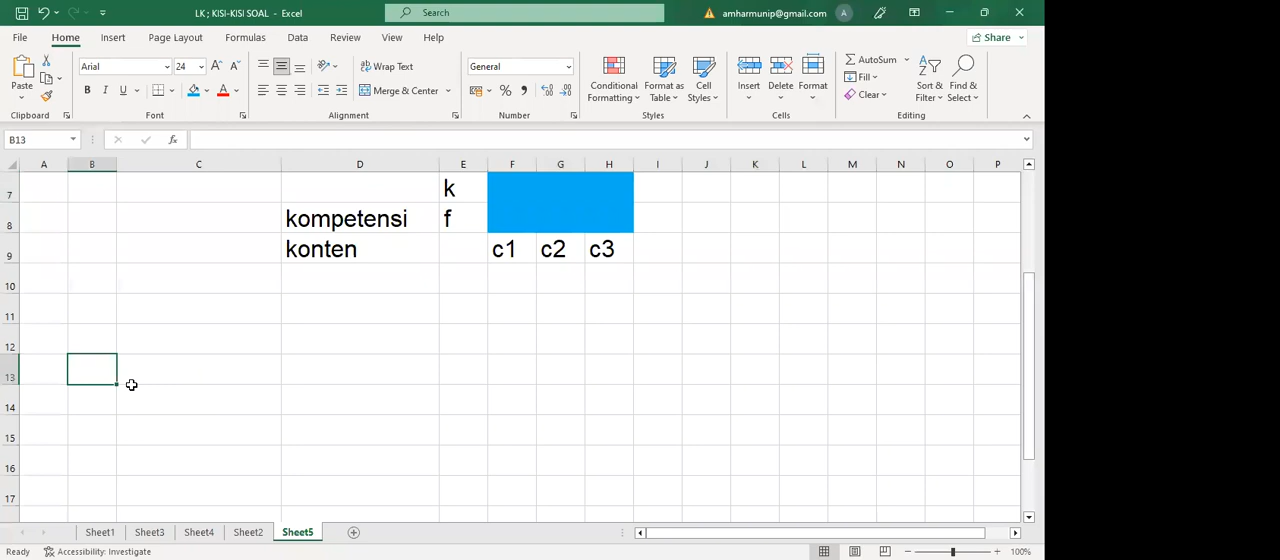 LK ; KISI-KISI SOAL - Excel
Search
amharmunip@gmail.com
A
File Home Insert Page Layout Formulas Data Review View Help
Share
Paste
Arial 24
B I U
Wrap Text
Merge & Center
General
Conditional Formatting
Format as Table
Cell Styles
Insert Delete Format
AutoSum
Fill
Clear
Sort & Filter
Find & Select
Clipboard Font Alignment Number Styles Cells Editing
B13 fx
A B C D E F G H I J K L M N O P
7 k
8 kompetensi f
9 konten c1 c2 c3
10
11
12
13
14
15
16
17
Sheet1 Sheet3 Sheet4 Sheet2 Sheet5
Ready Accessibility: Investigate 100%